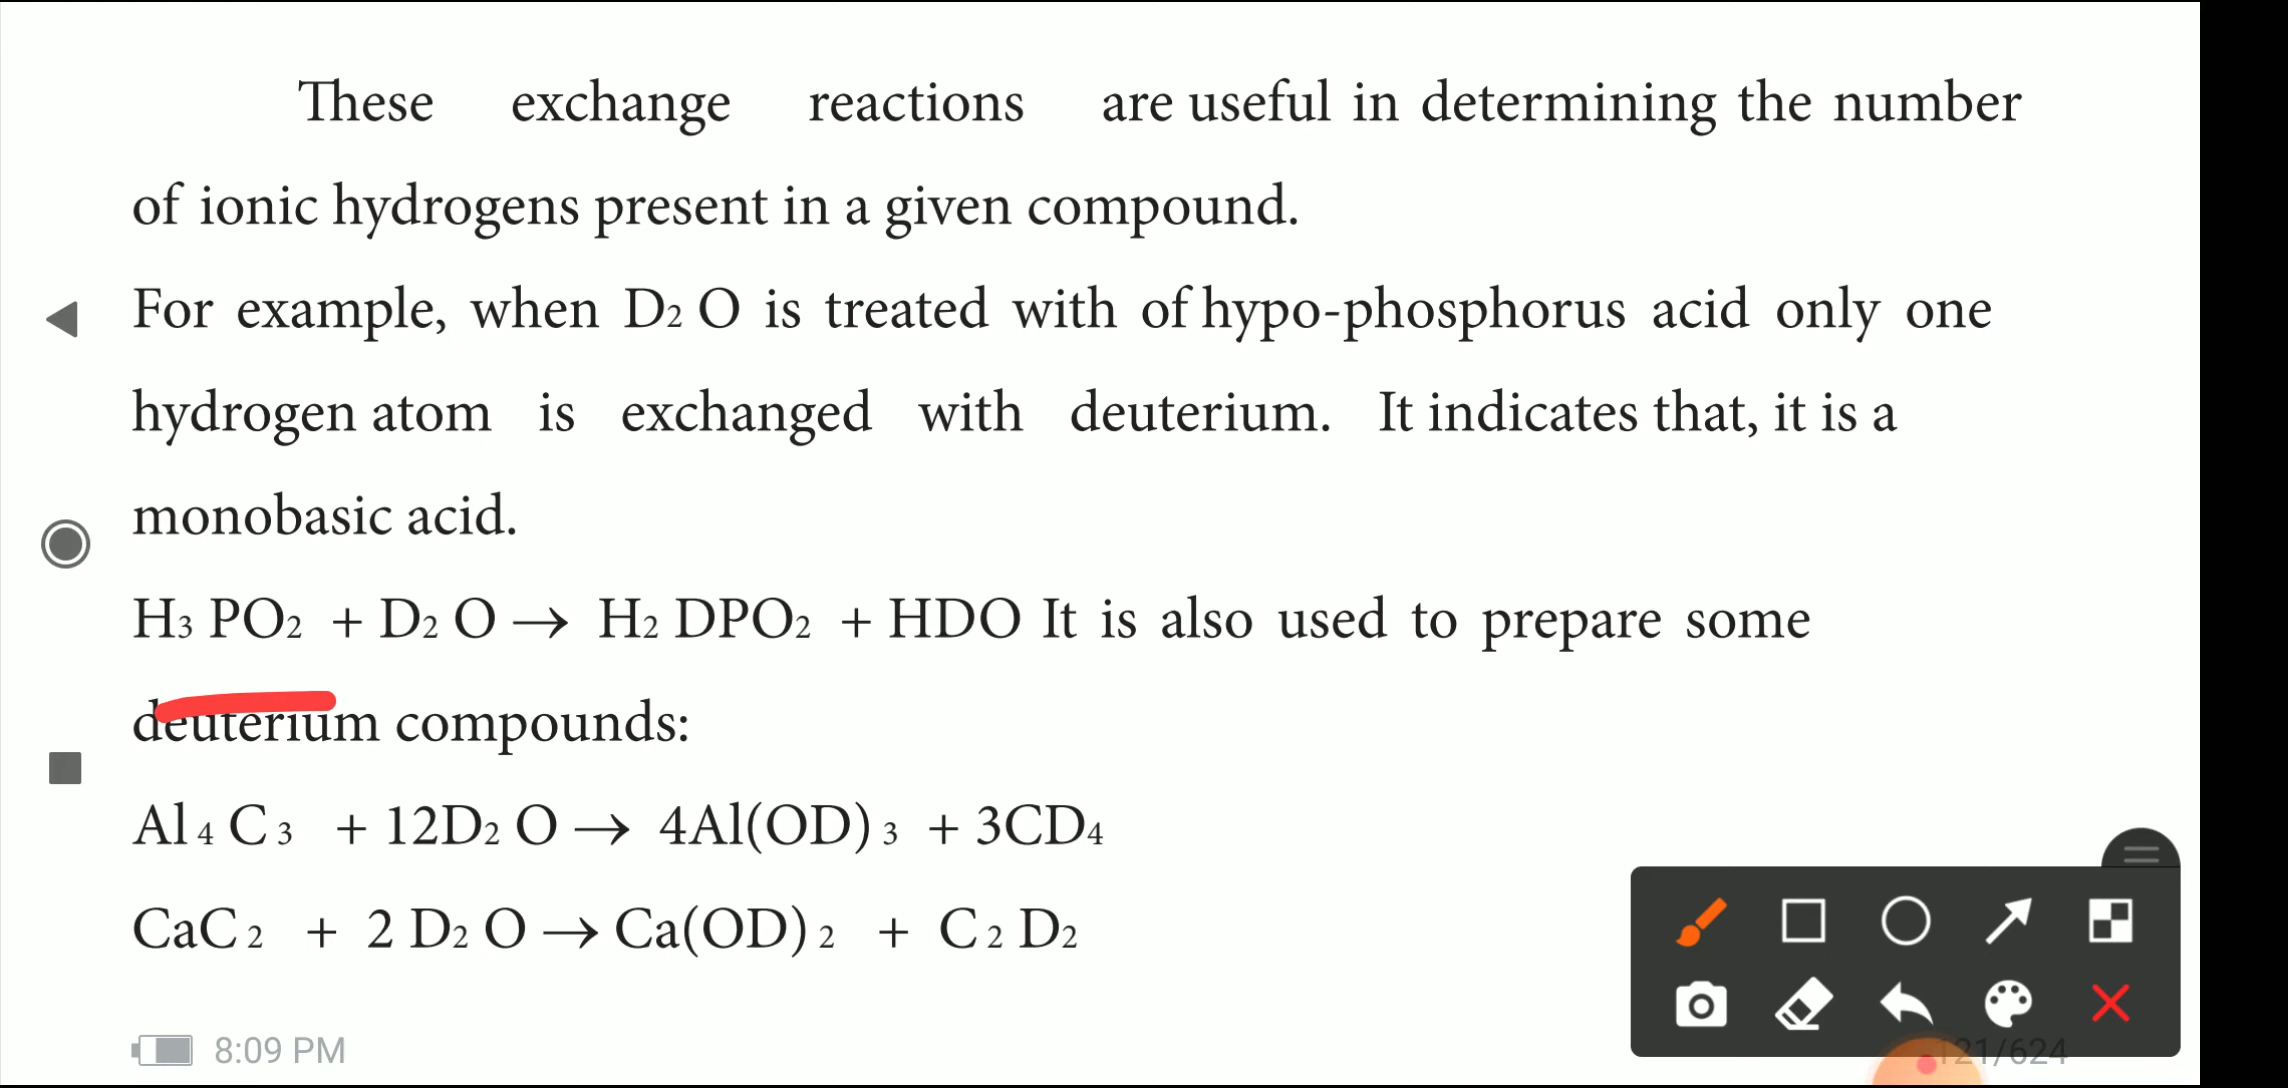 These exchange reactions are useful in determining the number
of ionic hydrogens present in a given compound.
For example, when D₂ O is treated with of hypo-phosphorus acid only one
hydrogen atom is exchanged with deuterium. It indicates that, it is a
monobasic acid.
H₃ PO₂ + D₂ O → H₂ DPO₂ + HDO It is also used to prepare some
deuterium compounds:
Al₄ C₃ + 12D₂ O → 4Al(OD)₃ + 3CD₄
CaC₂ + 2 D₂ O → Ca(OD)₂ + C₂ D₂
8:09 PM
121/624